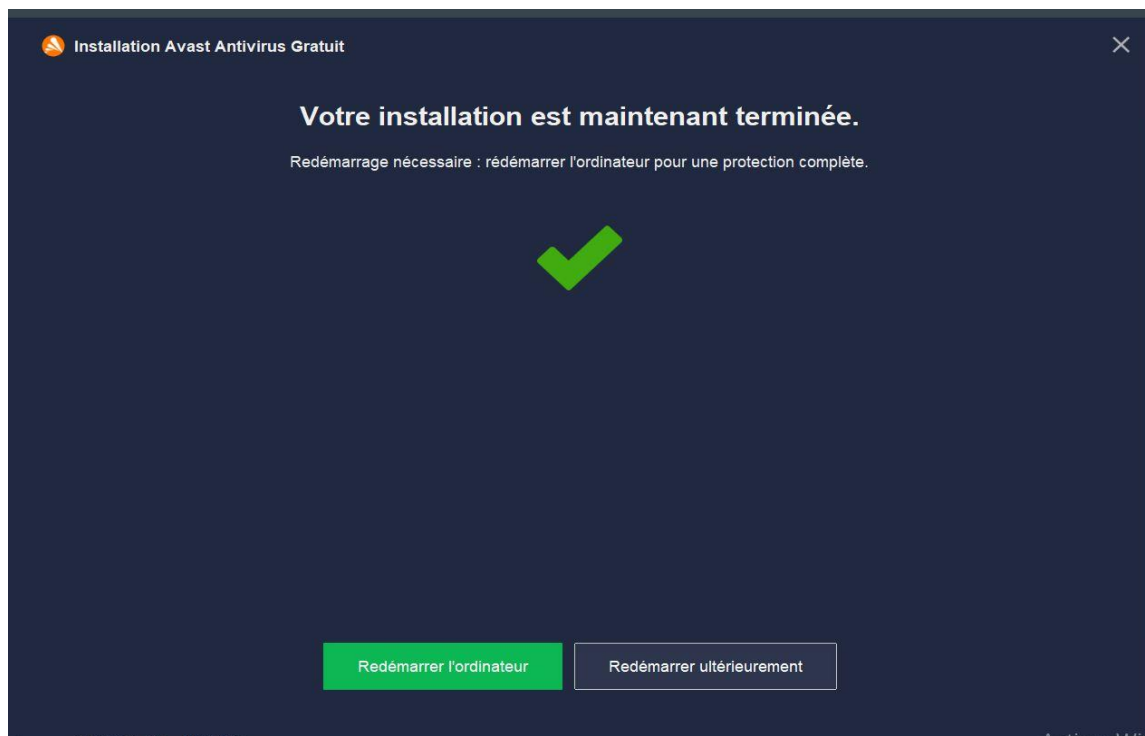 Installation Avast Antivirus Gratuit
Votre installation est maintenant terminée.
Redémarrage nécessaire : rédémarrer l'ordinateur pour une protection complète.
Redémarrer l'ordinateur
Redémarrer ultérieurement